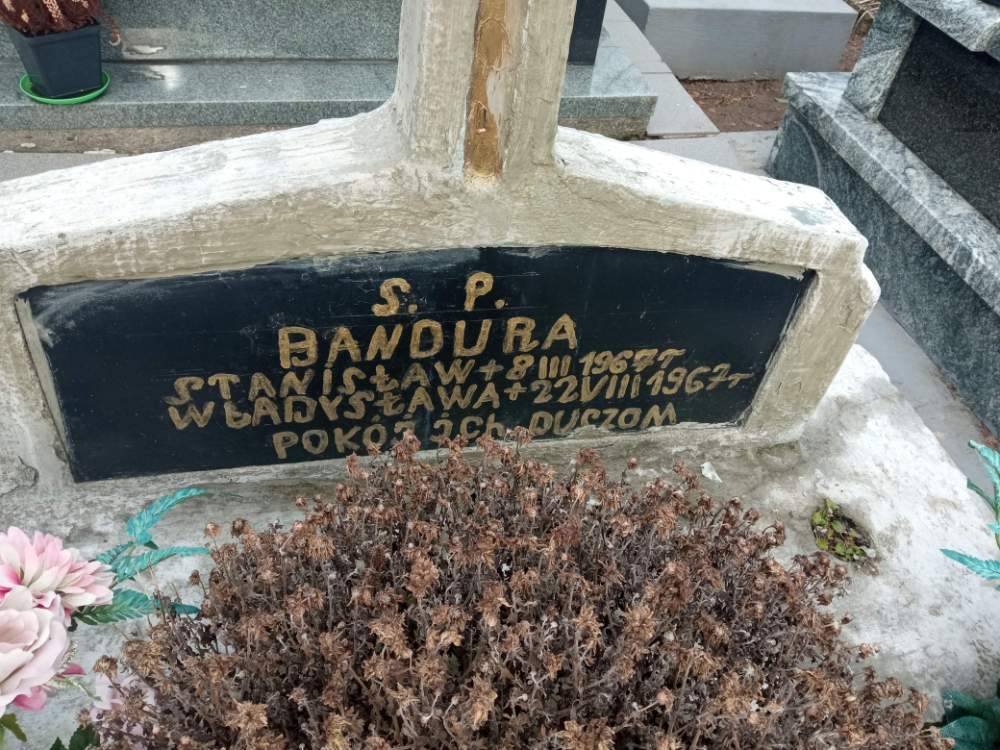 Ś. P.
BANDURA
STANISŁAW + 8 III 1967 r
WŁADYSŁAWA + 22 VIII 1967 r
POKÓJ ICH DUSZOM